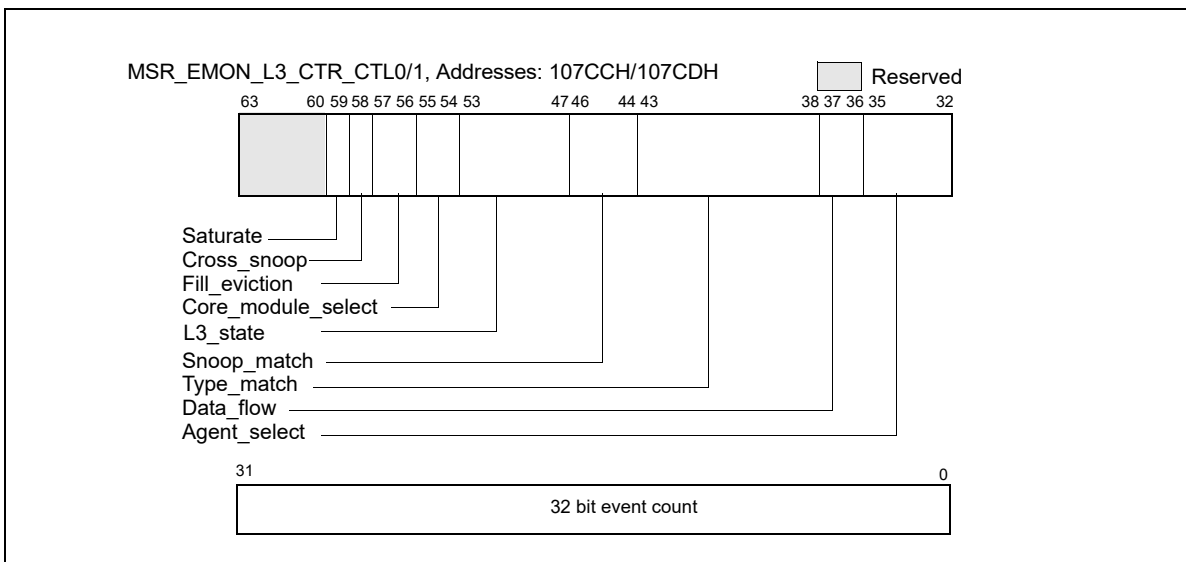 MSR_EMON_L3_CTR_CTL0/1, Addresses: 107CCH/107CDH
Reserved
63 60 59 58 57 56 55 54 53 47 46 44 43 38 37 36 35 32
Saturate
Cross_snoop
Fill_eviction
Core_module_select
L3_state
Snoop_match
Type_match
Data_flow
Agent_select
31 0
32 bit event count